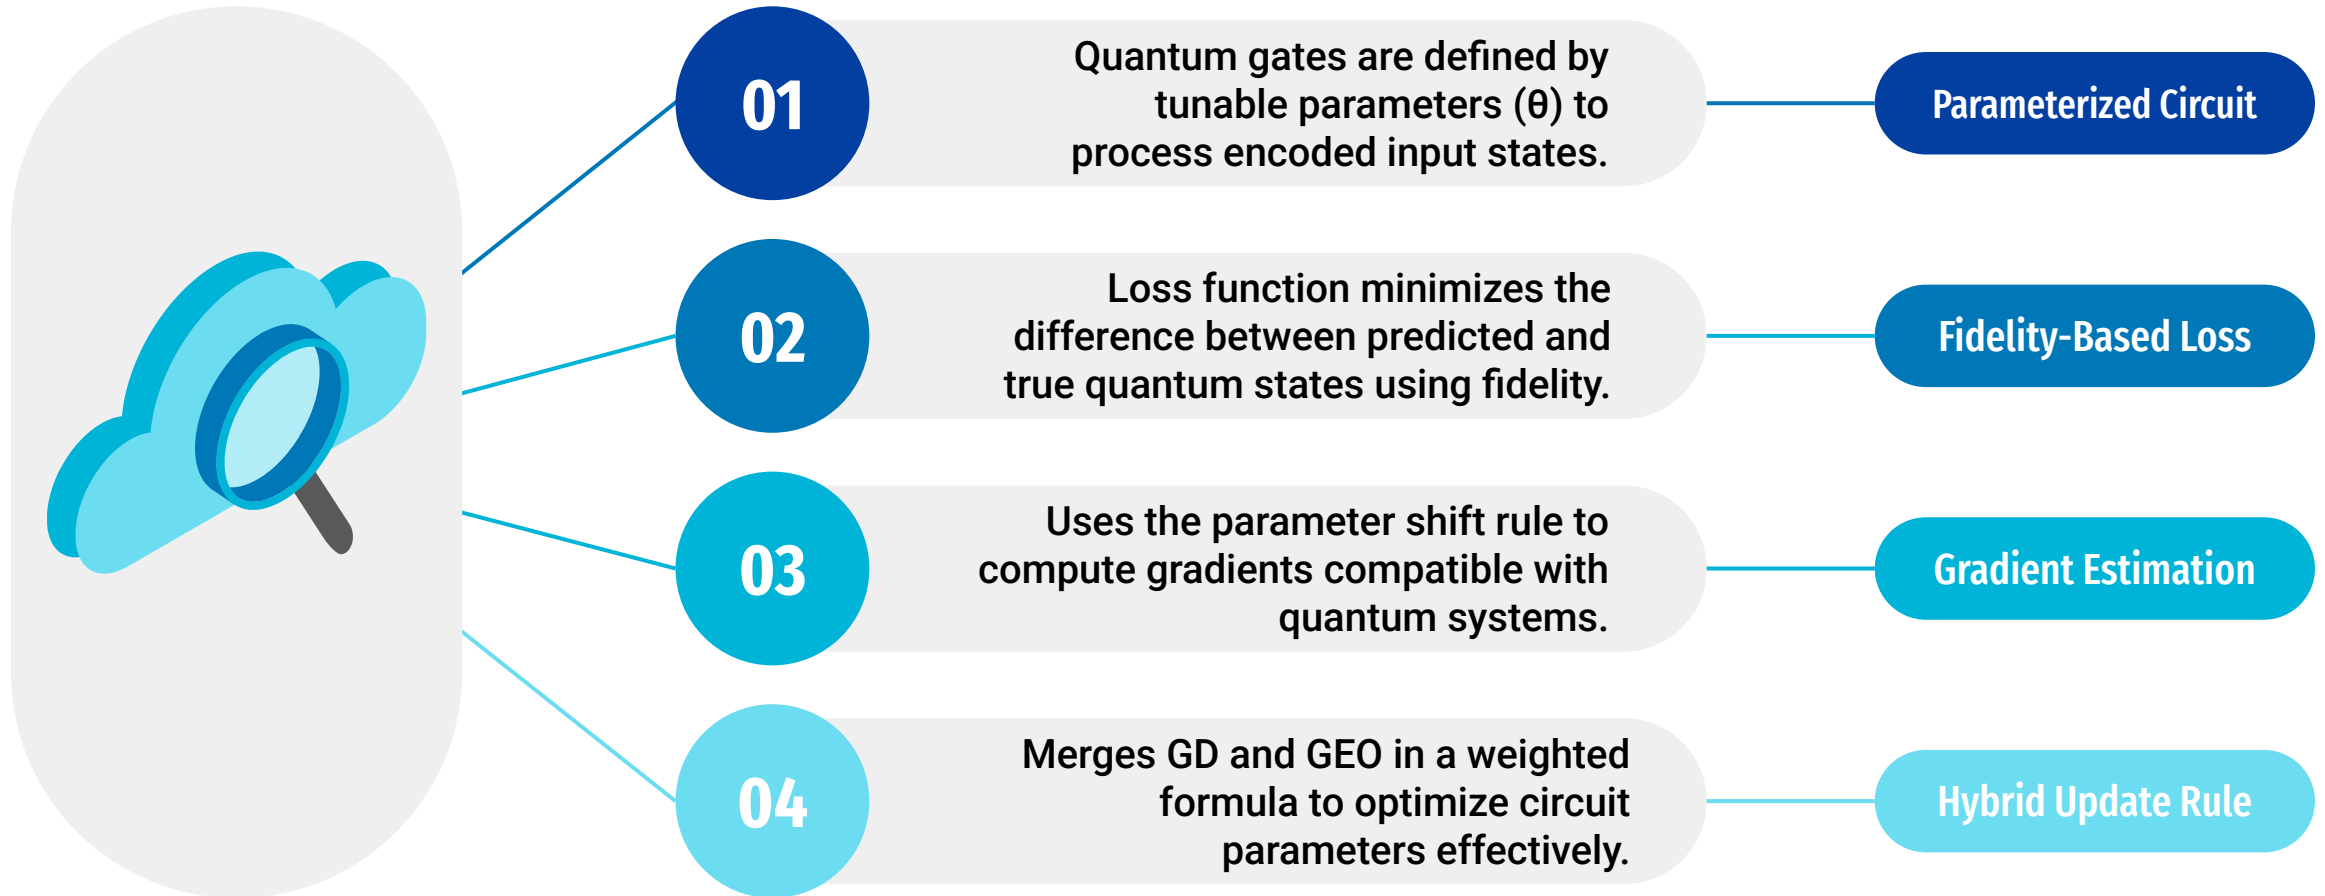 01
Quantum gates are defined by
tunable parameters (θ) to
process encoded input states.
Parameterized Circuit
02
Loss function minimizes the
difference between predicted and
true quantum states using fidelity.
Fidelity-Based Loss
03
Uses the parameter shift rule to
compute gradients compatible with
quantum systems.
Gradient Estimation
04
Merges GD and GEO in a weighted
formula to optimize circuit
parameters effectively.
Hybrid Update Rule